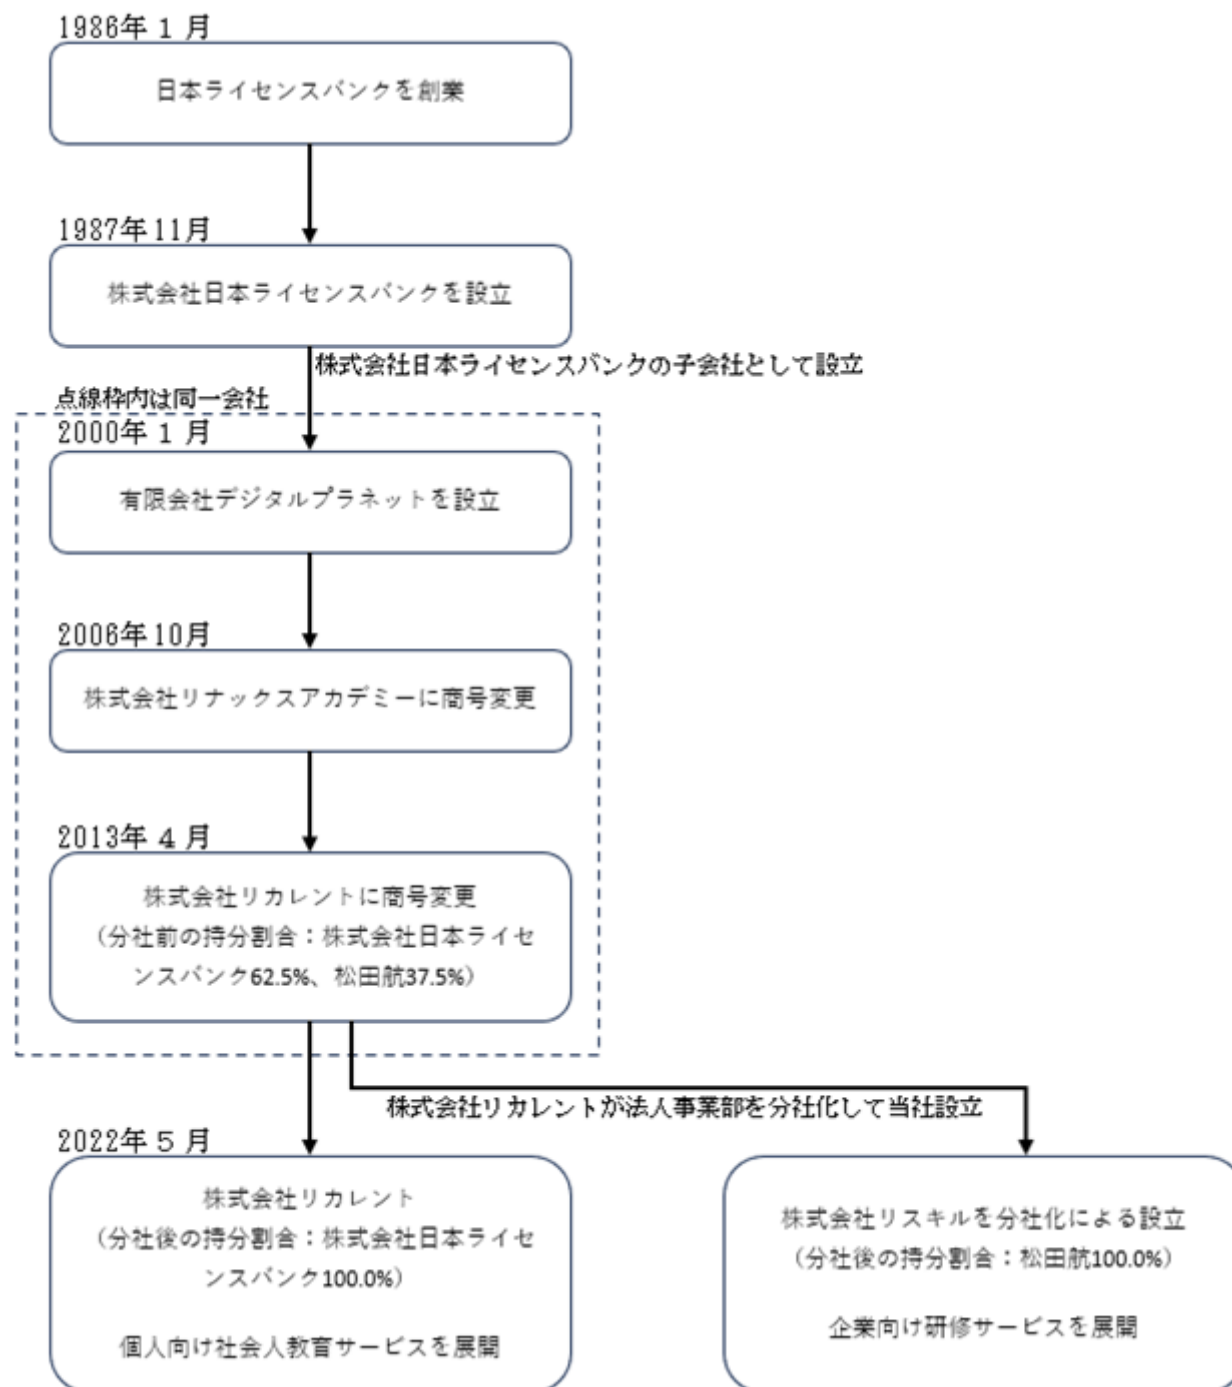 1986年１月
日本ライセンスバンクを創業
1987年11月
株式会社日本ライセンスバンクを設立
株式会社日本ライセンスバンクの子会社として設立
点線枠内は同一会社
2000年１月
有限会社デジタルプラネットを設立
2006年10月
株式会社リナックスアカデミーに商号変更
2013年４月
株式会社リカレントに商号変更
（分社前の持分割合：株式会社日本ライセ
ンスバンク62.5%、松田航37.5%）
株式会社リカレントが法人事業部を分社化して当社設立
2022年５月
株式会社リカレント
（分社後の持分割合：株式会社日本ライセ
ンスバンク100.0%）
個人向け社会人教育サービスを展開
株式会社リスキルを分社化による設立
（分社後の持分割合：松田航100.0%）
企業向け研修サービスを展開